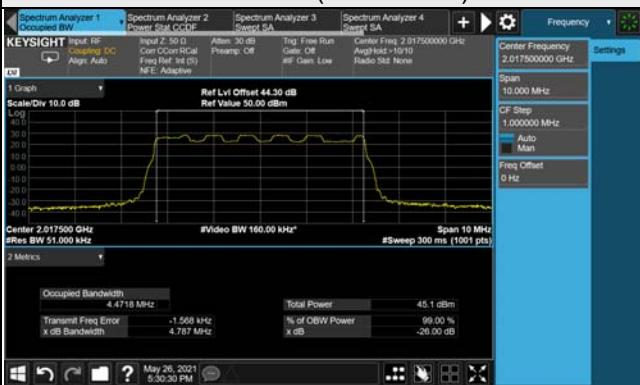 Spectrum Analyzer 1
Occupied BW
Spectrum Analyzer 2
Power Stat CCDF
Spectrum Analyzer 3
Swept SA
Spectrum Analyzer 4
Swept SA
Frequency
KEYSIGHT
Input: RF
Coupling: DC
Align: Auto
Input Z: 50 Ω
Corr CCorr RCal
Freq Ref: Int (S)
NFE: Adaptive
Atten: 30 dB
Preamp: Off
Trig: Free Run
Gate: Off
#IF Gain: Low
Center Freq: 2.017500000 GHz
Avg|Hold:>10/10
Radio Std: None
Center Frequency
2.017500000 GHz
Settings
Span
10.000 MHz
CF Step
1.000000 MHz
Auto
Man
Freq Offset
0 Hz
1 Graph
Scale/Div 10.0 dB
Ref Lvl Offset 44.30 dB
Ref Value 50.00 dBm
Log
40.0
30.0
20.0
10.0
0.00
-10.0
-20.0
-30.0
-40.0
Center 2.017500 GHz
#Res BW 51.000 kHz
#Video BW 160.00 kHz*
Span 10 MHz
#Sweep 300 ms (1001 pts)
2 Metrics
Occupied Bandwidth
4.4718 MHz
Total Power
45.1 dBm
Transmit Freq Error
-1.568 kHz
% of OBW Power
99.00 %
x dB Bandwidth
4.787 MHz
x dB
-26.00 dB
May 26, 2021
5:30:30 PM